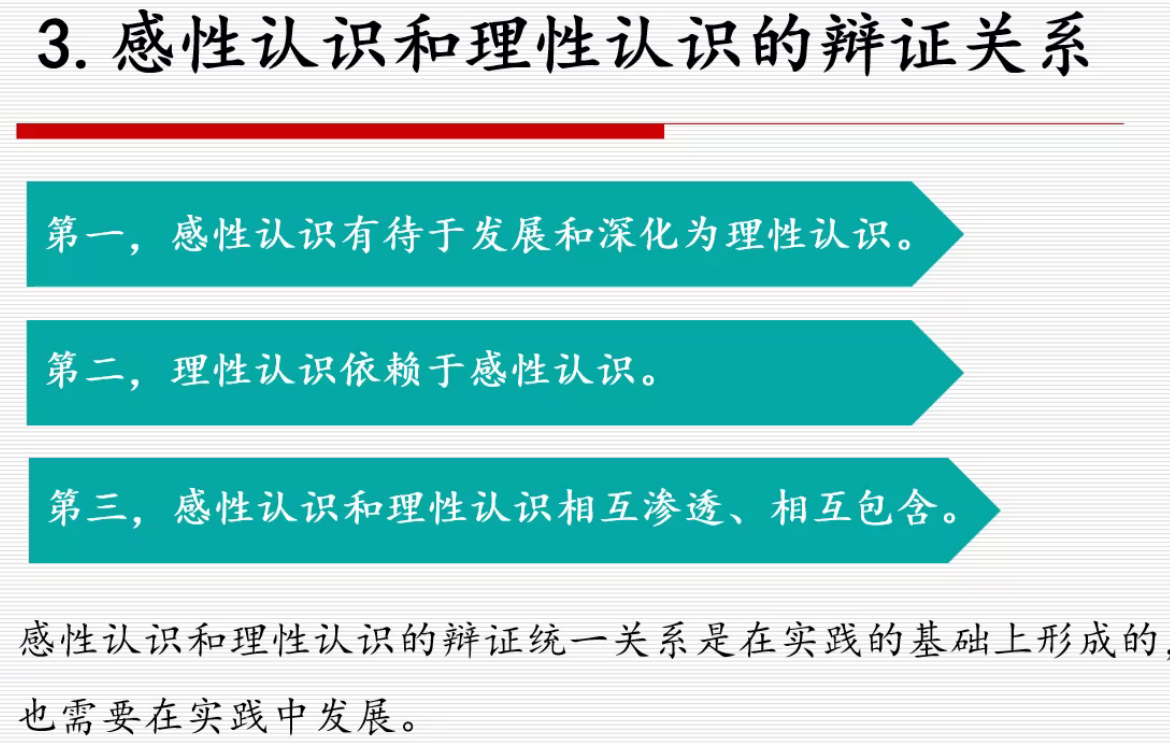 3. 感性认识和理性认识的辩证关系
第一，感性认识有待于发展和深化为理性认识。
第二，理性认识依赖于感性认识。
第三，感性认识和理性认识相互渗透、相互包含。
感性认识和理性认识的辩证统一关系是在实践的基础上形成的，
也需要在实践中发展。